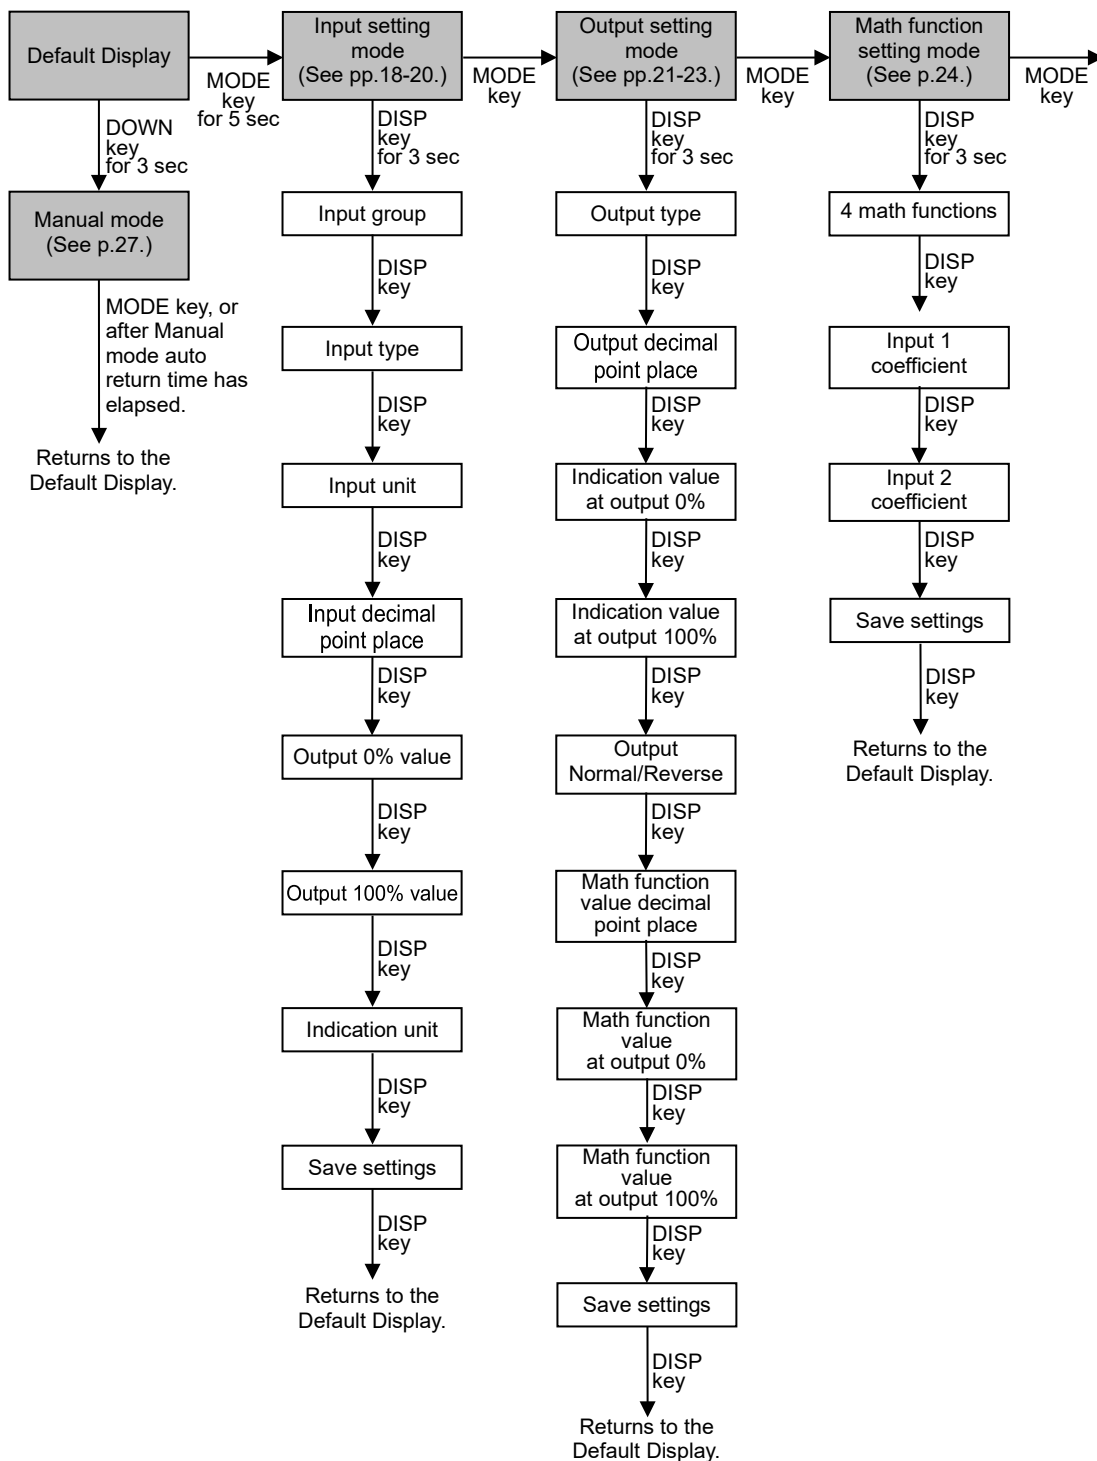 Default Display
MODE
key
for 5 sec
DOWN
key
for 3 sec
Manual mode
(See p.27.)
MODE key, or
after Manual
mode auto
return time has
elapsed.
Returns to the
Default Display.
Input setting
mode
(See pp.18-20.)
MODE
key
DISP
key
for 3 sec
Input group
DISP
key
Input type
DISP
key
Input unit
DISP
key
Input decimal
point place
DISP
key
Output 0% value
DISP
key
Output 100% value
DISP
key
Indication unit
DISP
key
Save settings
DISP
key
Returns to the
Default Display.
Output setting
mode
(See pp.21-23.)
MODE
key
DISP
key
for 3 sec
Output type
DISP
key
Output decimal
point place
DISP
key
Indication value
at output 0%
DISP
key
Indication value
at output 100%
DISP
key
Output
Normal/Reverse
DISP
key
Math function
value decimal
point place
DISP
key
Math function
value
at output 0%
DISP
key
Math function
value
at output 100%
DISP
key
Save settings
DISP
key
Returns to the
Default Display.
Math function
setting mode
(See p.24.)
MODE
key
DISP
key
for 3 sec
4 math functions
DISP
key
Input 1
coefficient
DISP
key
Input 2
coefficient
DISP
key
Save settings
DISP
key
Returns to the
Default Display.